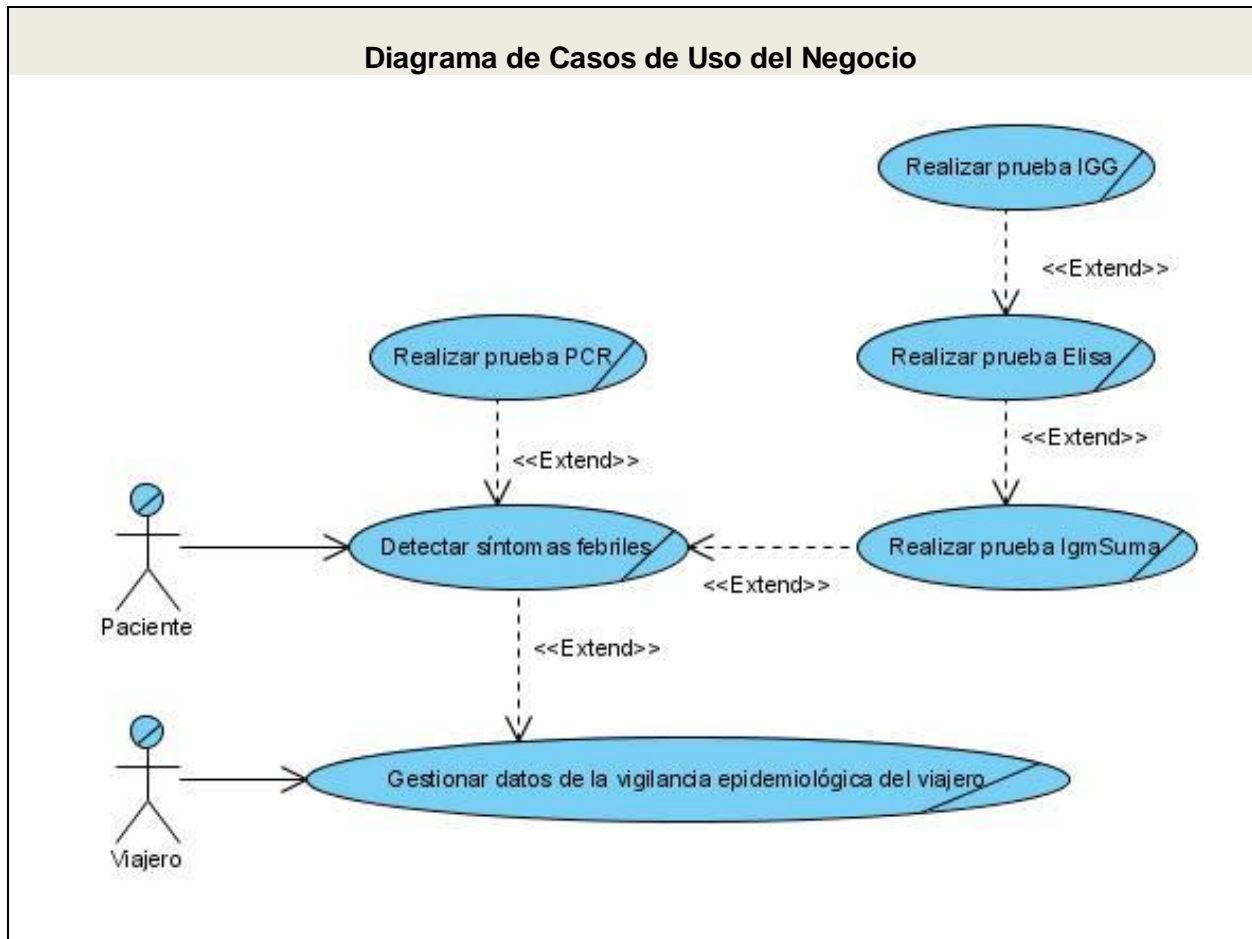 Diagrama de Casos de Uso del Negocio
Realizar prueba IGG
<<Extend>>
Realizar prueba PCR
Realizar prueba Elisa
<<Extend>>
<<Extend>>
Detectar síntomas febriles
Realizar prueba IgmSuma
<<Extend>>
Paciente
<<Extend>>
Gestionar datos de la vigilancia epidemiológica del viajero
Viajero